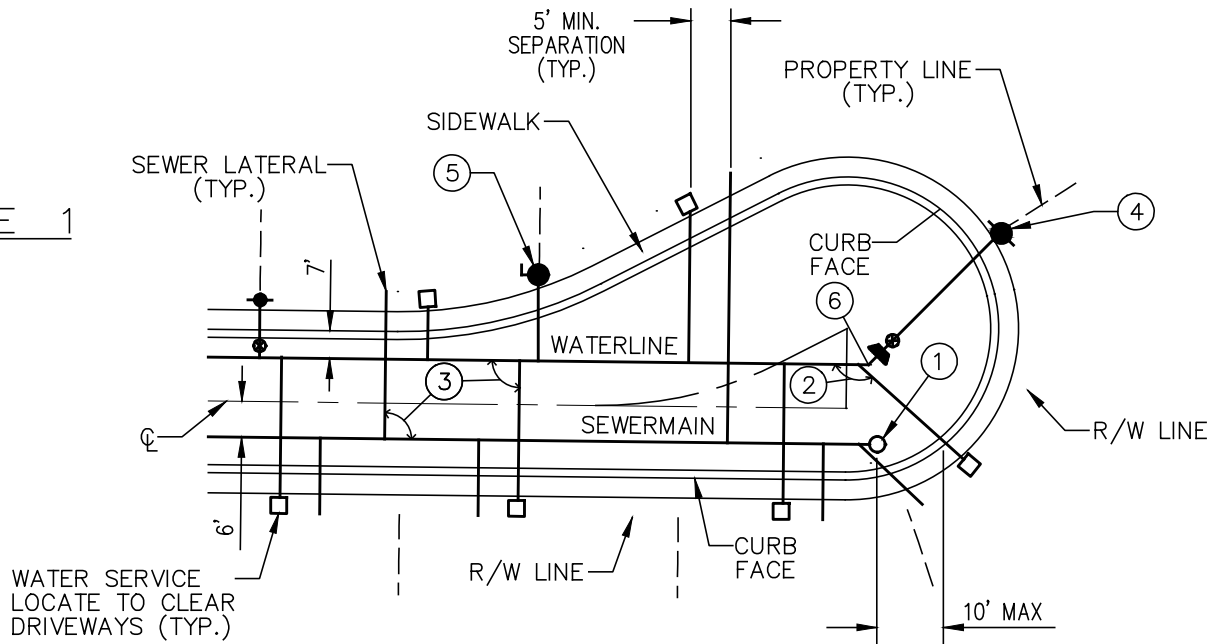 5' MIN.
SEPARATION
(TYP.)
PROPERTY LINE
(TYP.)
SIDEWALK
SEWER LATERAL
(TYP.)
5
4
E 1
7'
CURB
FACE
6
WATERLINE
1
3
2
SEWERMAIN
℄
R/W LINE
6'
CURB
FACE
R/W LINE
WATER SERVICE
LOCATE TO CLEAR
DRIVEWAYS (TYP.)
10' MAX